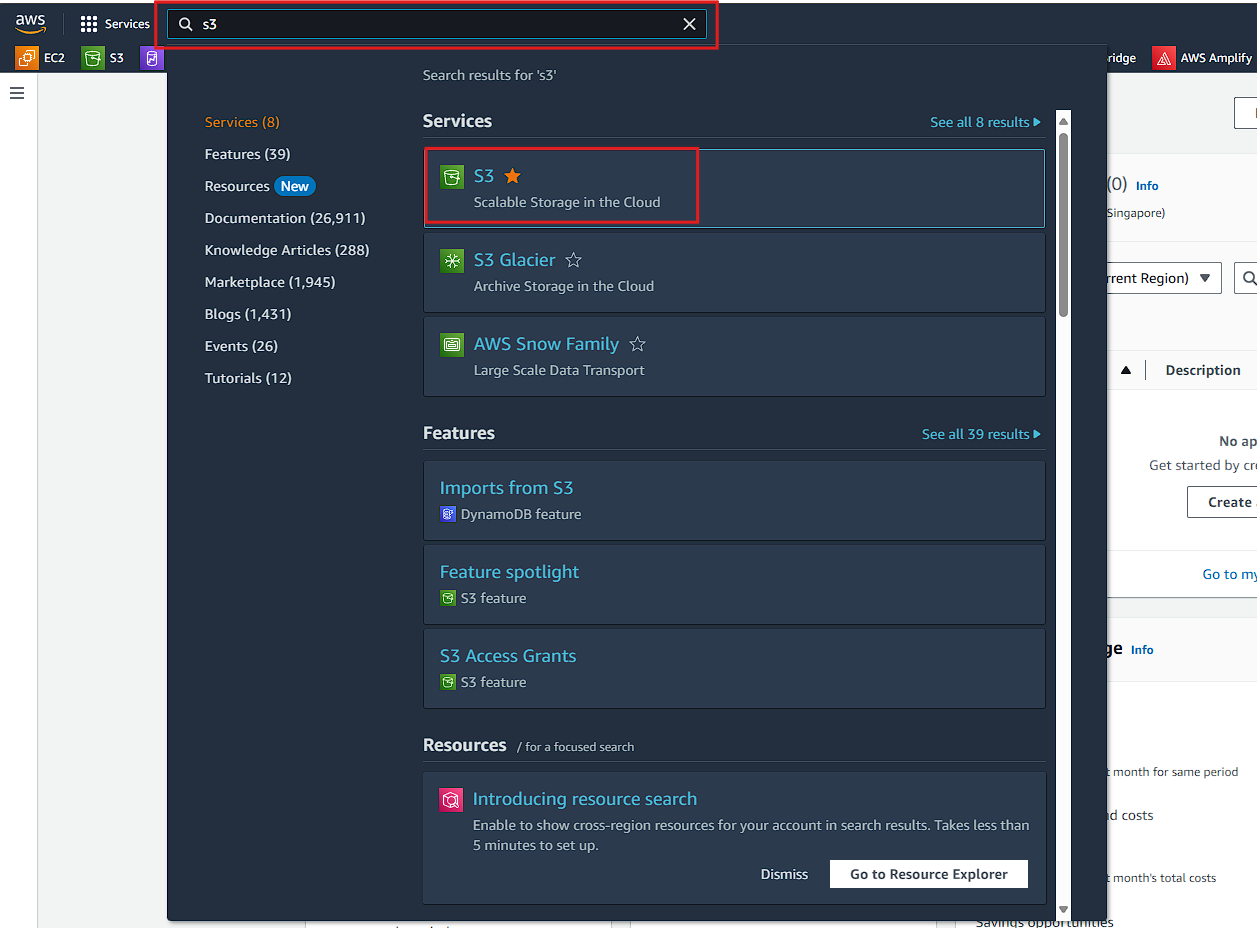 aws
Services
s3
EC2
S3
ridge
AWS Amplify
Search results for 's3'
Services (8)
Features (39)
Resources New
Documentation (26,911)
Knowledge Articles (288)
Marketplace (1,945)
Blogs (1,431)
Events (26)
Tutorials (12)
Services
See all 8 results
S3
Scalable Storage in the Cloud
S3 Glacier
Archive Storage in the Cloud
AWS Snow Family
Large Scale Data Transport
Features
See all 39 results
Imports from S3
DynamoDB feature
Feature spotlight
S3 feature
S3 Access Grants
S3 feature
Resources / for a focused search
Introducing resource search
Enable to show cross-region resources for your account in search results. Takes less than
5 minutes to set up.
Dismiss
Go to Resource Explorer
(0) Info
Singapore)
rrent Region)
Description
No ap
Get started by cre
Create
Go to my
ge Info
t month for same period
d costs
t month's total costs
Savings opportunities